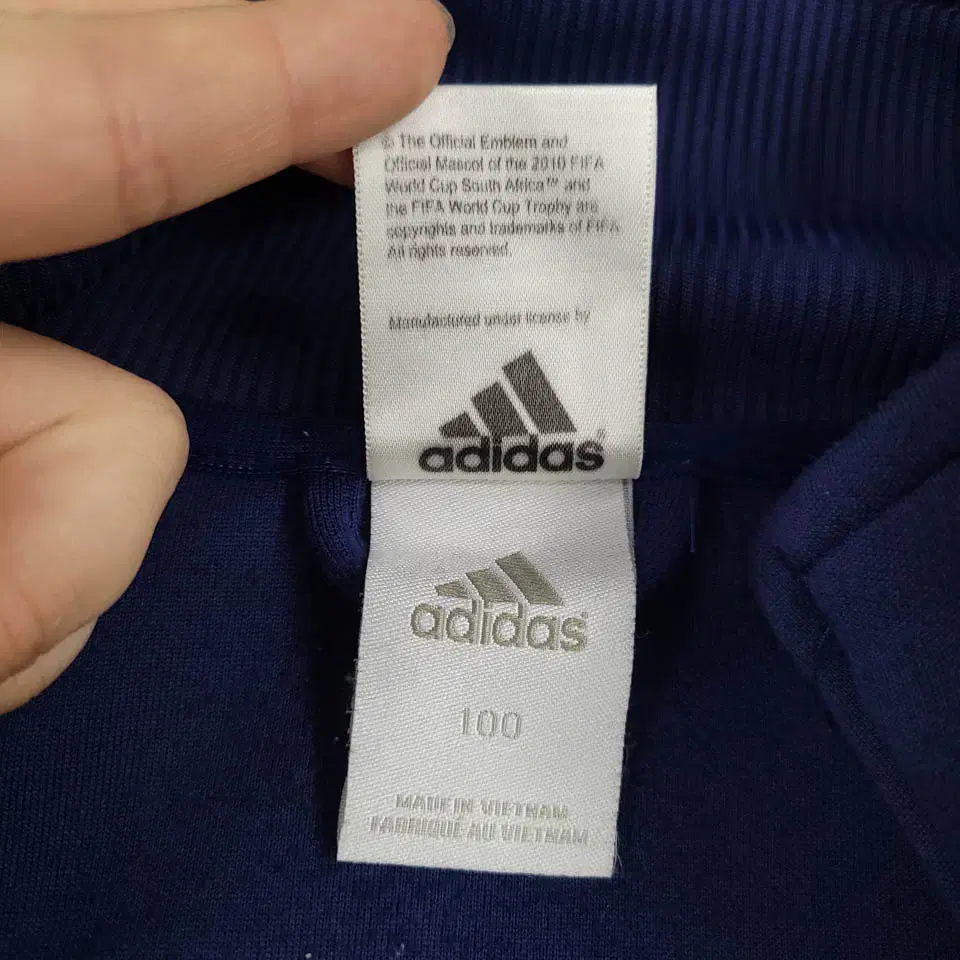 © The Official Emblem and
Official Mascot of the 2010 FIFA
World Cup South Africa™ and
the FIFA World Cup Trophy are
copyrights and trademarks of FIFA
All rights reserved.
Manufactured under license by
adidas®
adidas®
100
MADE IN VIETNAM
FABRIQUÉ AU VIETNAM